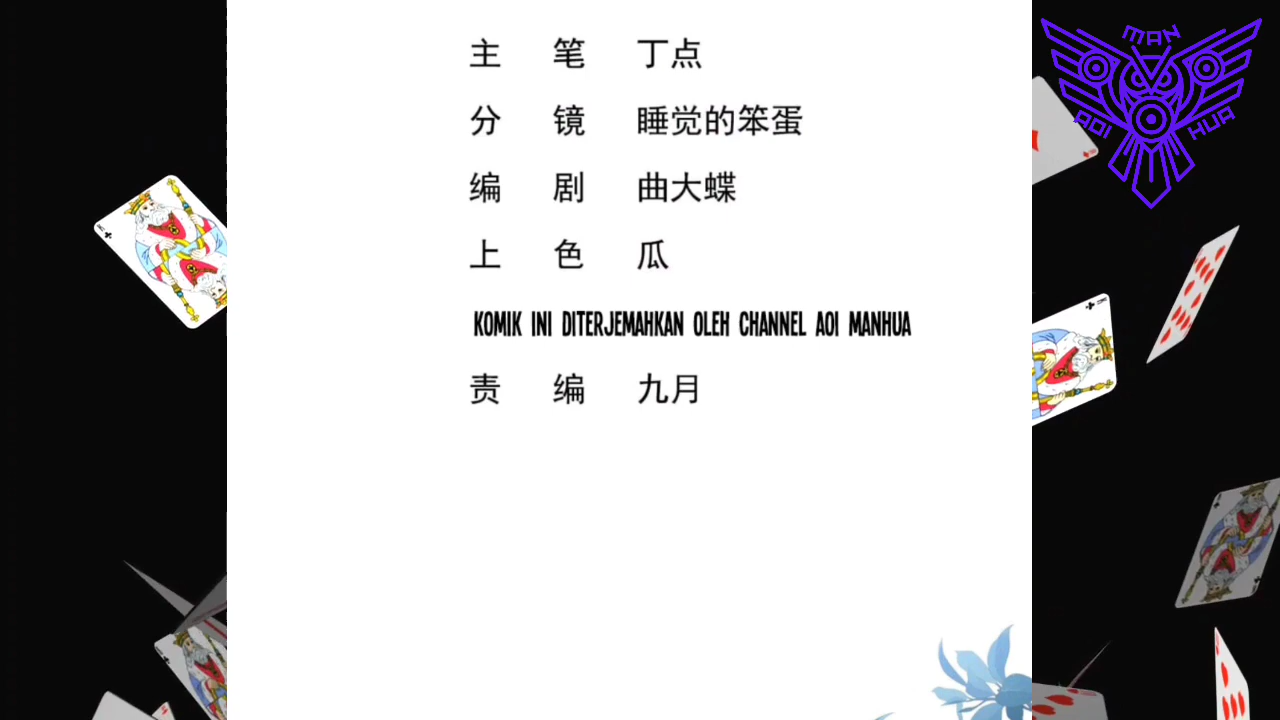 主 笔 丁点
分 镜 睡觉的笨蛋
编 剧 曲大蝶
上 色 瓜
KOMIK INI DITERJEMAHKAN OLEH CHANNEL AOI MANHUA
责 编 九月
MAN
AOI HUA